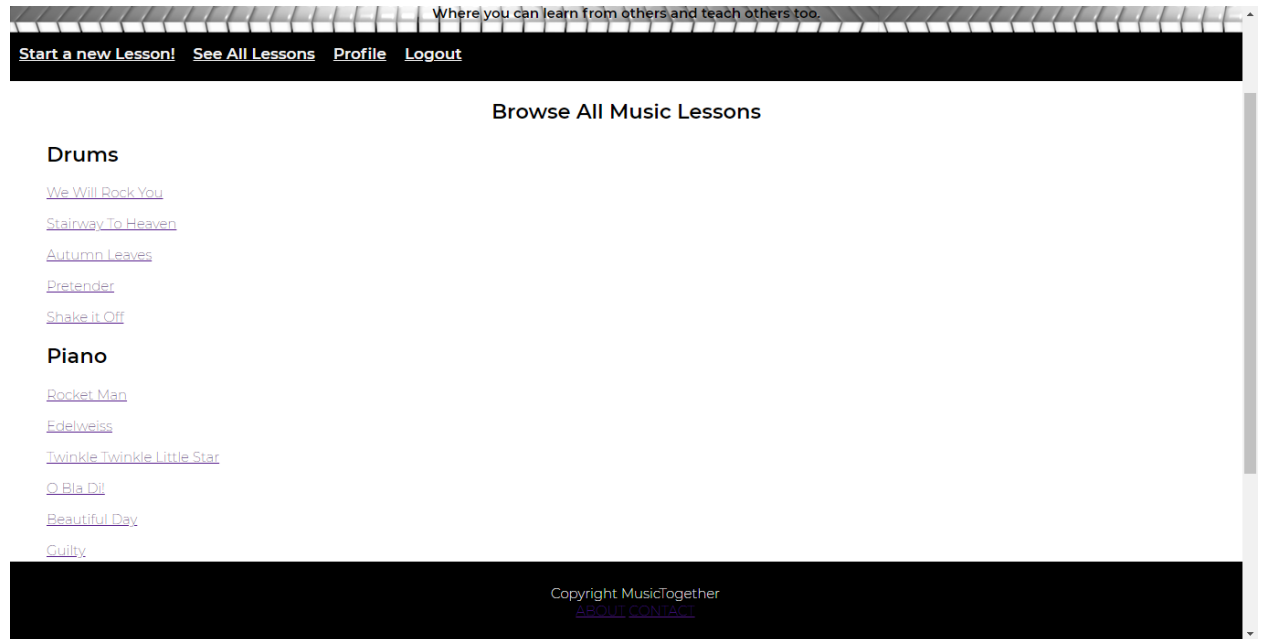 Where you can learn from others and teach others too.
Start a new Lesson! See All Lessons Profile Logout
Browse All Music Lessons
Drums
We Will Rock You
Stairway To Heaven
Autumn Leaves
Pretender
Shake it Off
Piano
Rocket Man
Edelweiss
Twinkle Twinkle Little Star
O Bla Di!
Beautiful Day
Guilty
Copyright MusicTogether
ABOUT CONTACT